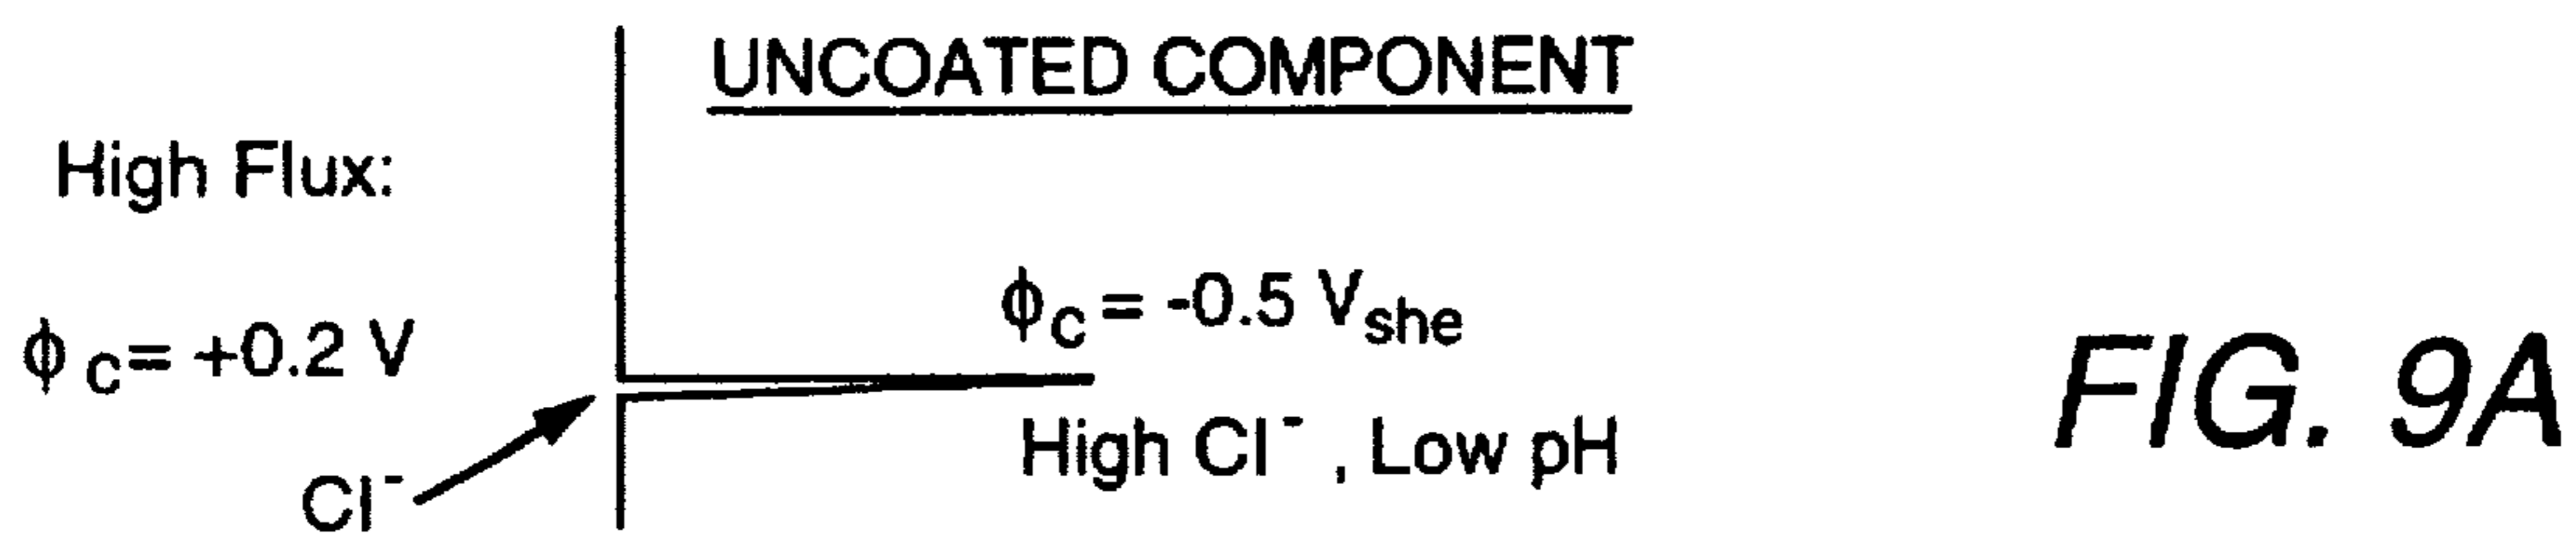 UNCOATED COMPONENT
High Flux:
ϕc= -0.5 Vshe
ϕc= +0.2 V
High Cl⁻, Low pH
Cl⁻
FIG. 9A